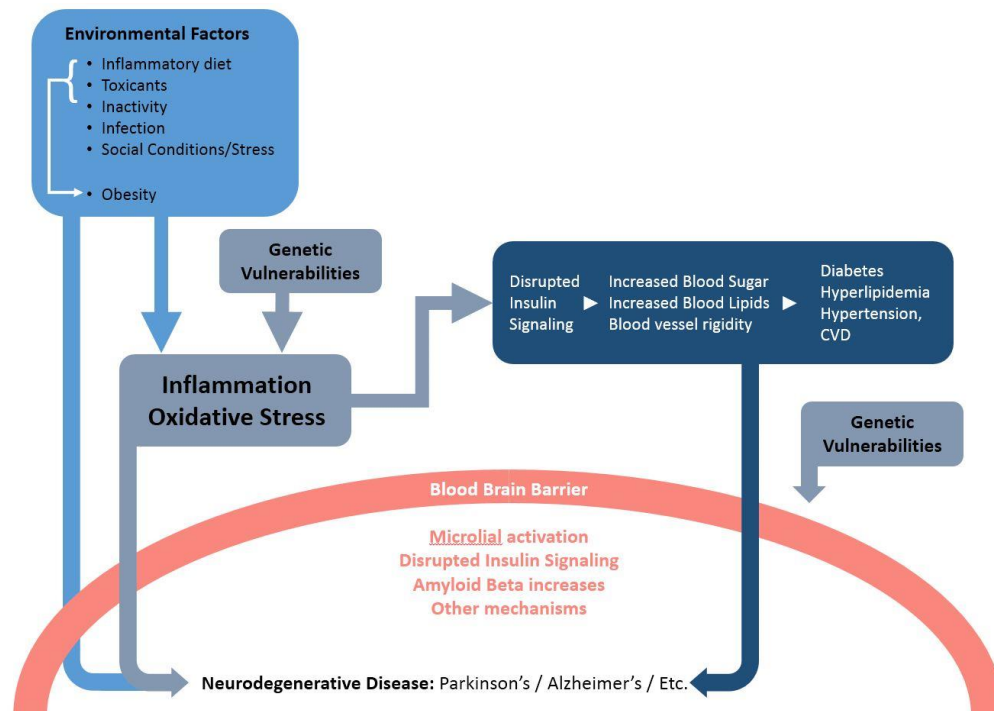 Environmental Factors
• Inflammatory diet
• Toxicants
• Inactivity
• Infection
• Social Conditions/Stress
• Obesity
Genetic
Vulnerabilities
Inflammation
Oxidative Stress
Disrupted
Insulin
Signaling
Increased Blood Sugar
Increased Blood Lipids
Blood vessel rigidity
Diabetes
Hyperlipidemia
Hypertension,
CVD
Genetic
Vulnerabilities
Blood Brain Barrier
Microlial activation
Disrupted Insulin Signaling
Amyloid Beta increases
Other mechanisms
Neurodegenerative Disease: Parkinson’s / Alzheimer’s / Etc.